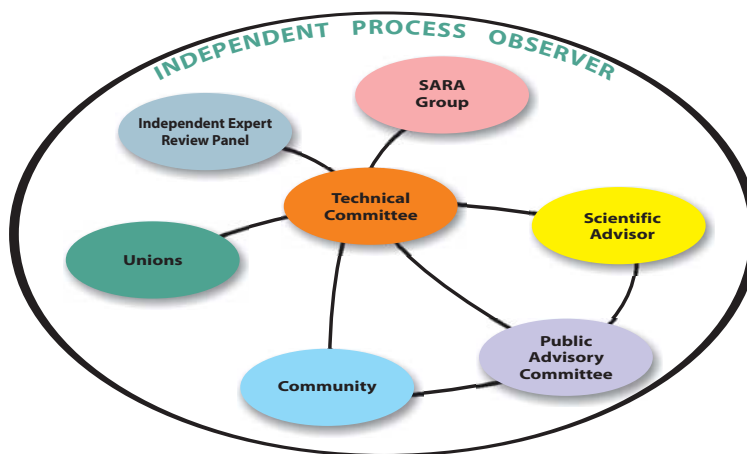 INDEPENDENT PROCESS OBSERVER
SARA
Group
Independent Expert
Review Panel
Technical
Committee
Scientific
Advisor
Unions
Public
Advisory
Committee
Community